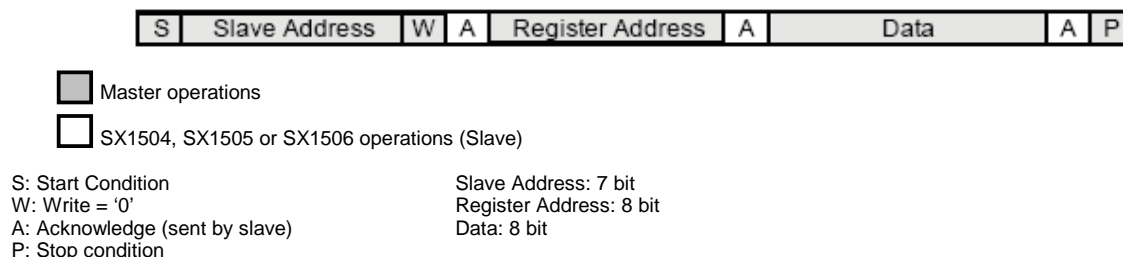 S Slave Address W A Register Address A Data A P
Master operations
SX1504, SX1505 or SX1506 operations (Slave)
S: Start Condition
W: Write = ‘0’
A: Acknowledge (sent by slave)
P: Stop condition
Slave Address: 7 bit
Register Address: 8 bit
Data: 8 bit